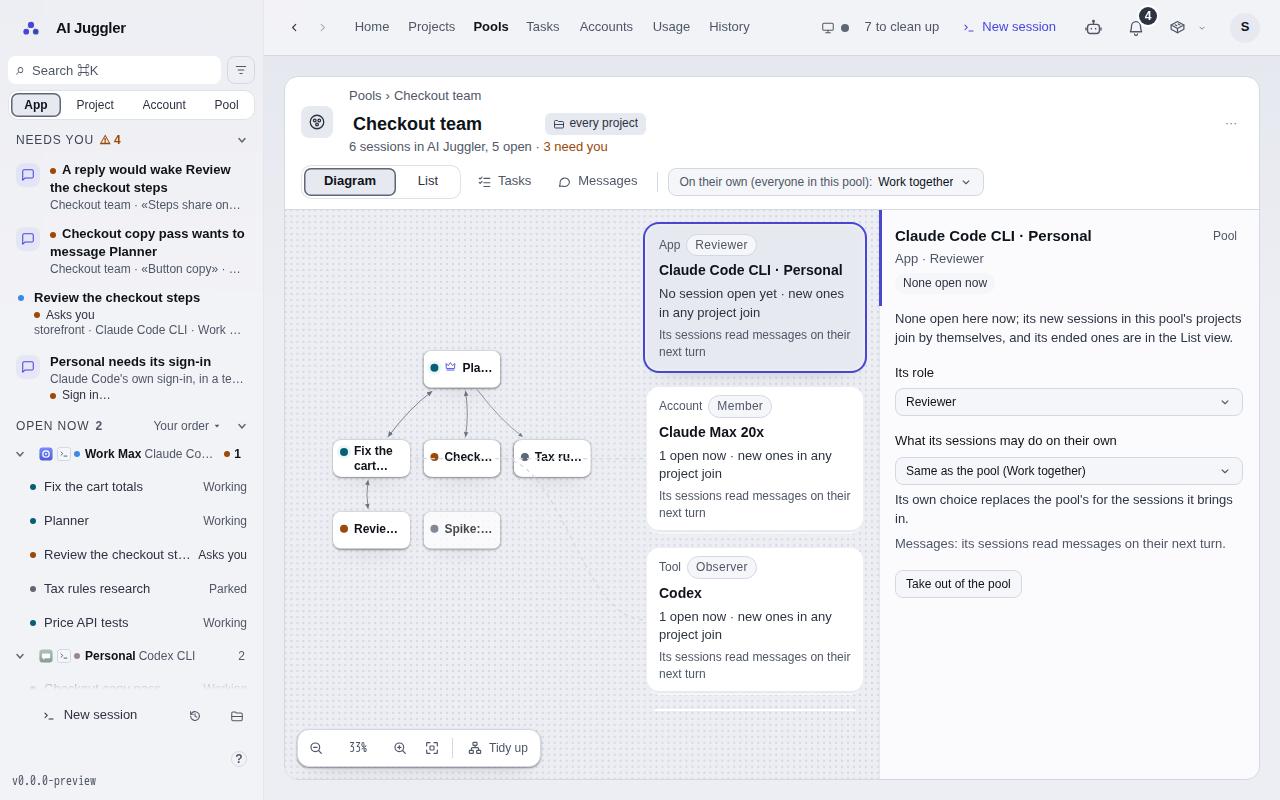 AI Juggler
Search ⌘K
App Project Account Pool
NEEDS YOU 4
A reply would wake Review the checkout steps
Checkout team · «Steps share on…
Checkout copy pass wants to message Planner
Checkout team · «Button copy» · …
Review the checkout steps
Asks you
storefront · Claude Code CLI · Work …
Personal needs its sign-in
Claude Code's own sign-in, in a te…
Sign in…
OPEN NOW 2 Your order
Work Max Claude Co… 1
Fix the cart totals Working
Planner Working
Review the checkout st… Asks you
Tax rules research Parked
Price API tests Working
Personal Codex CLI 2
Checkout copy pass Working
New session
?
v0.0.0-preview
Home Projects Pools Tasks Accounts Usage History
7 to clean up
New session
4
S
Pools › Checkout team
Checkout team every project
6 sessions in AI Juggler, 5 open · 3 need you
…
Diagram List Tasks Messages
On their own (everyone in this pool): Work together
Pla…
Fix the cart…
Check…
Tax ru…
Revie…
Spike:…
App Reviewer
Claude Code CLI · Personal
No session open yet · new ones
in any project join
Its sessions read messages on their
next turn
Account Member
Claude Max 20x
1 open now · new ones in any
project join
Its sessions read messages on their
next turn
Tool Observer
Codex
1 open now · new ones in any
project join
Its sessions read messages on their
next turn
33%
Tidy up
Claude Code CLI · Personal Pool
App · Reviewer
None open now
None open here now; its new sessions in this pool's projects
join by themselves, and its ended ones are in the List view.
Its role
Reviewer
What its sessions may do on their own
Same as the pool (Work together)
Its own choice replaces the pool's for the sessions it brings
in.
Messages: its sessions read messages on their next turn.
Take out of the pool